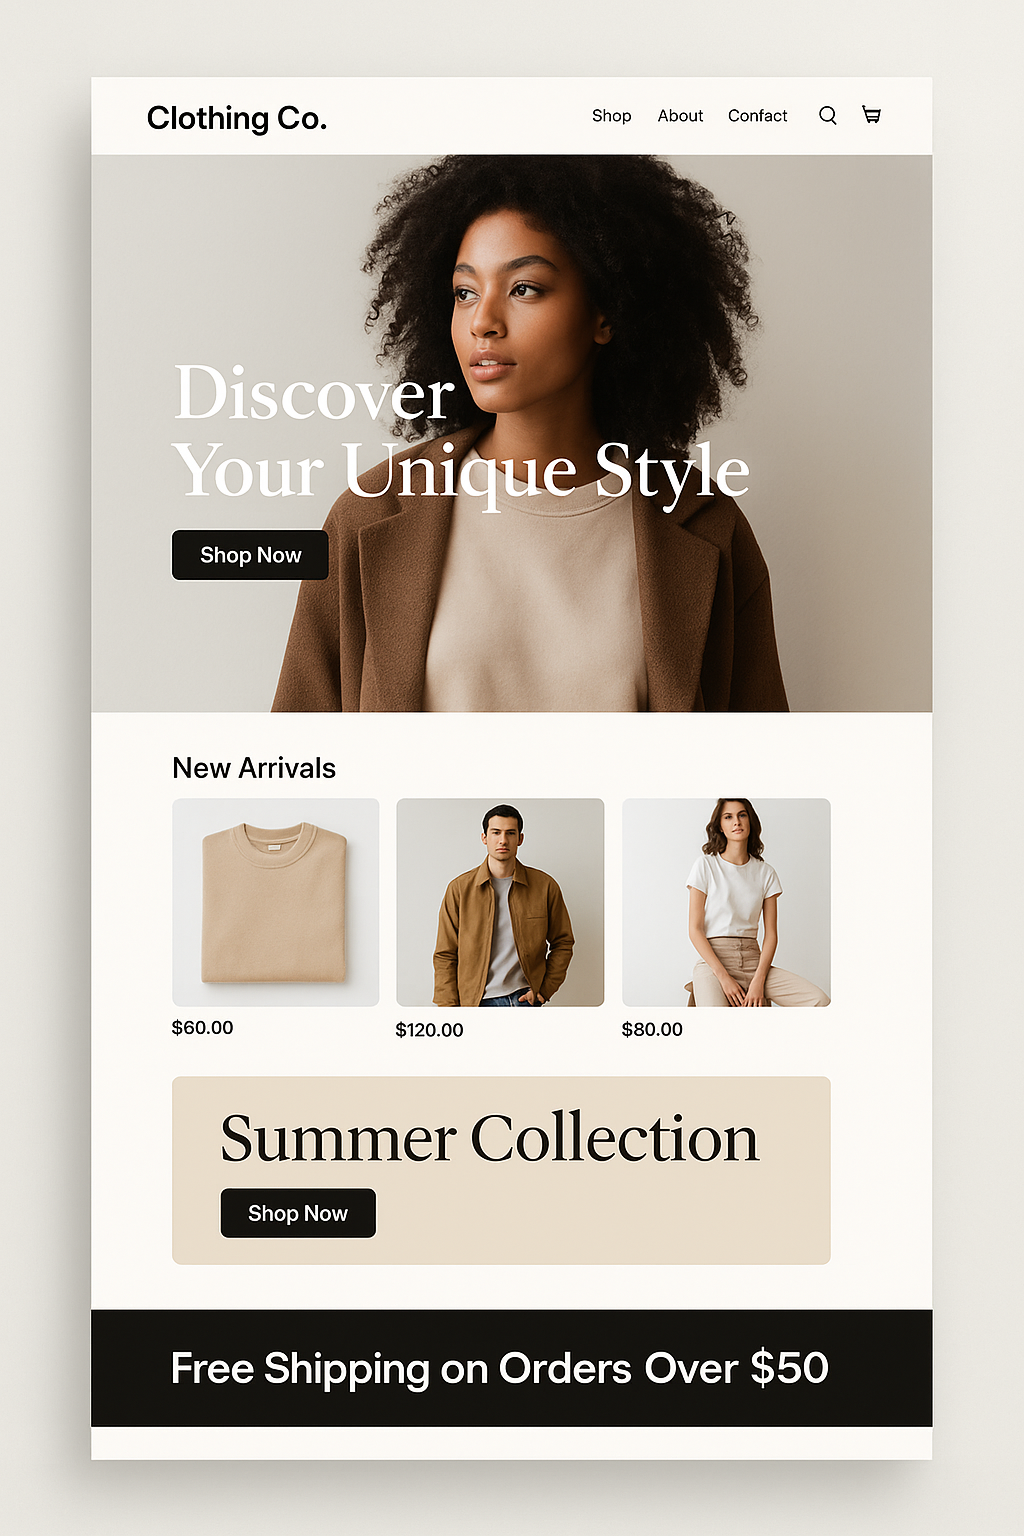 Clothing Co.
Shop About Confact
Discover
Your Unique Style
Shop Now
New Arrivals
$60.00 $120.00 $80.00
Summer Collection
Shop Now
Free Shipping on Orders Over $50